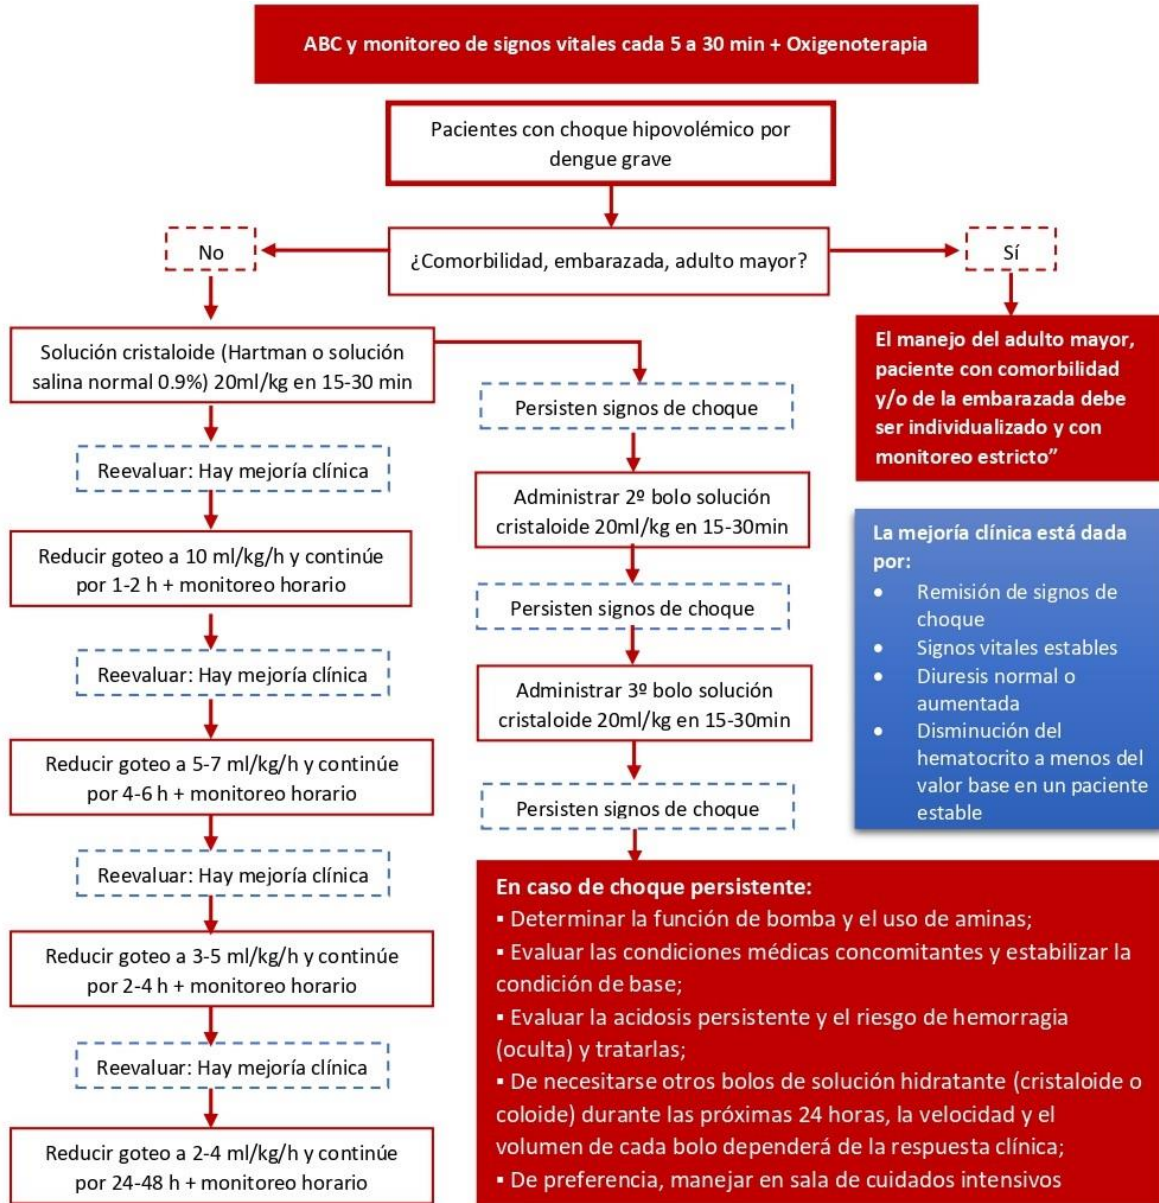 ABC y monitoreo de signos vitales cada 5 a 30 min + Oxigenoterapia
Pacientes con choque hipovolémico por
dengue grave
¿Comorbilidad, embarazada, adulto mayor?
No
Sí
Solución cristaloide (Hartman o solución
salina normal 0.9%) 20ml/kg en 15-30 min
Reevaluar: Hay mejoría clínica
Reducir goteo a 10 ml/kg/h y continúe
por 1-2 h + monitoreo horario
Reevaluar: Hay mejoría clínica
Reducir goteo a 5-7 ml/kg/h y continúe
por 4-6 h + monitoreo horario
Reevaluar: Hay mejoría clínica
Reducir goteo a 3-5 ml/kg/h y continúe
por 2-4 h + monitoreo horario
Reevaluar: Hay mejoría clínica
Reducir goteo a 2-4 ml/kg/h y continúe
por 24-48 h + monitoreo horario
Persisten signos de choque
Administrar 2º bolo solución
cristaloide 20ml/kg en 15-30min
Persisten signos de choque
Administrar 3º bolo solución
cristaloide 20ml/kg en 15-30min
Persisten signos de choque
En caso de choque persistente:
▪ Determinar la función de bomba y el uso de aminas;
▪ Evaluar las condiciones médicas concomitantes y estabilizar la
condición de base;
▪ Evaluar la acidosis persistente y el riesgo de hemorragia
(oculta) y tratarlas;
▪ De necesitarse otros bolos de solución hidratante (cristaloide o
coloide) durante las próximas 24 horas, la velocidad y el
volumen de cada bolo dependerá de la respuesta clínica;
▪ De preferencia, manejar en sala de cuidados intensivos
El manejo del adulto mayor,
paciente con comorbilidad
y/o de la embarazada debe
ser individualizado y con
monitoreo estricto”
La mejoría clínica está dada
por:
• Remisión de signos de
choque
• Signos vitales estables
• Diuresis normal o
aumentada
• Disminución del
hematocrito a menos del
valor base en un paciente
estable